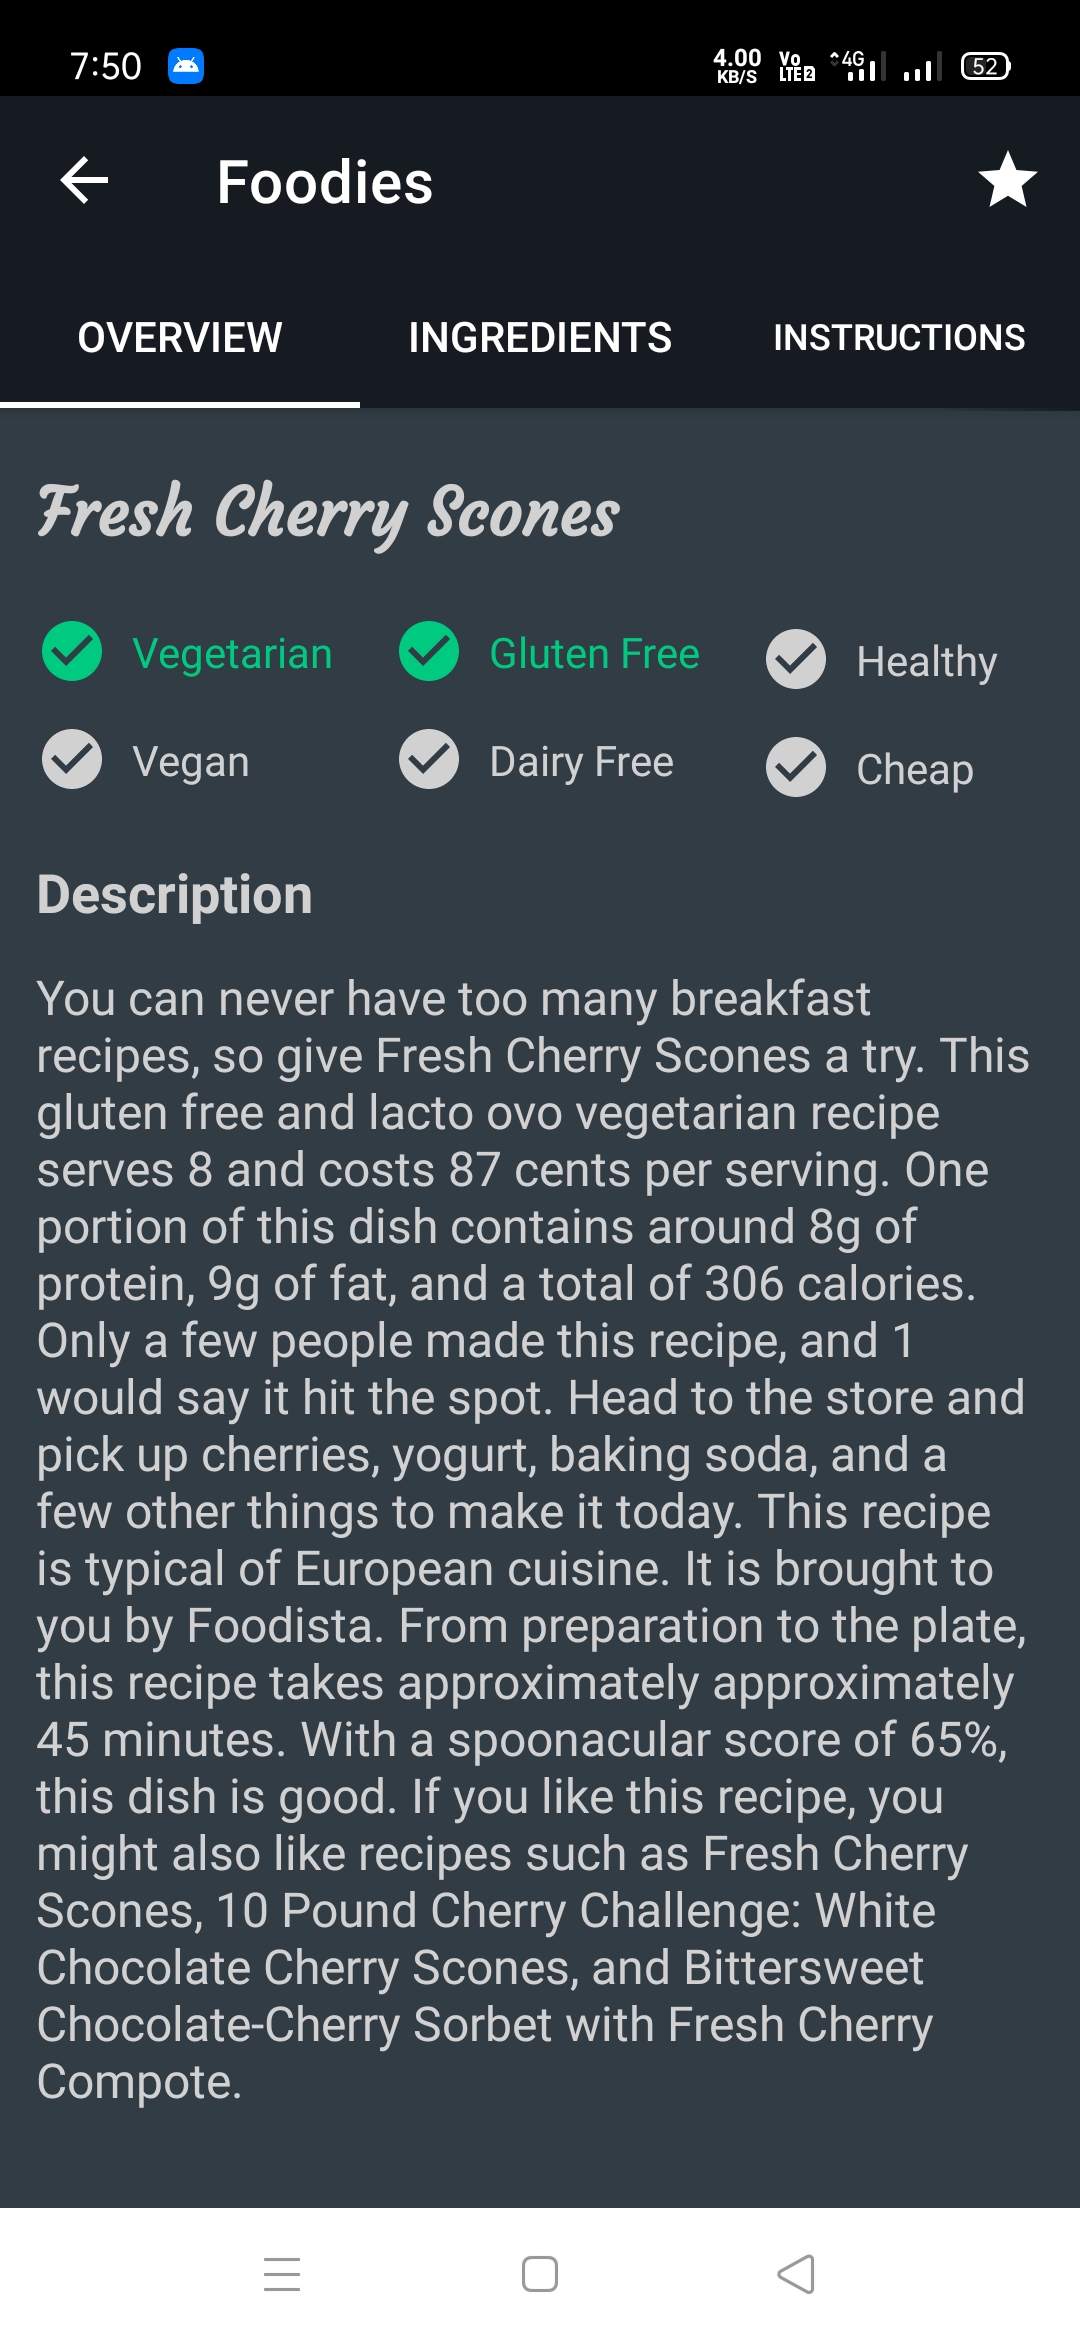 7:50
4.00 KB/S Vo LTE 2 4G 52
Foodies
OVERVIEW INGREDIENTS INSTRUCTIONS
Fresh Cherry Scones
Vegetarian Gluten Free Healthy
Vegan Dairy Free Cheap
Description
You can never have too many breakfast
recipes, so give Fresh Cherry Scones a try. This
gluten free and lacto ovo vegetarian recipe
serves 8 and costs 87 cents per serving. One
portion of this dish contains around 8g of
protein, 9g of fat, and a total of 306 calories.
Only a few people made this recipe, and 1
would say it hit the spot. Head to the store and
pick up cherries, yogurt, baking soda, and a
few other things to make it today. This recipe
is typical of European cuisine. It is brought to
you by Foodista. From preparation to the plate,
this recipe takes approximately approximately
45 minutes. With a spoonacular score of 65%,
this dish is good. If you like this recipe, you
might also like recipes such as Fresh Cherry
Scones, 10 Pound Cherry Challenge: White
Chocolate Cherry Scones, and Bittersweet
Chocolate-Cherry Sorbet with Fresh Cherry
Compote.